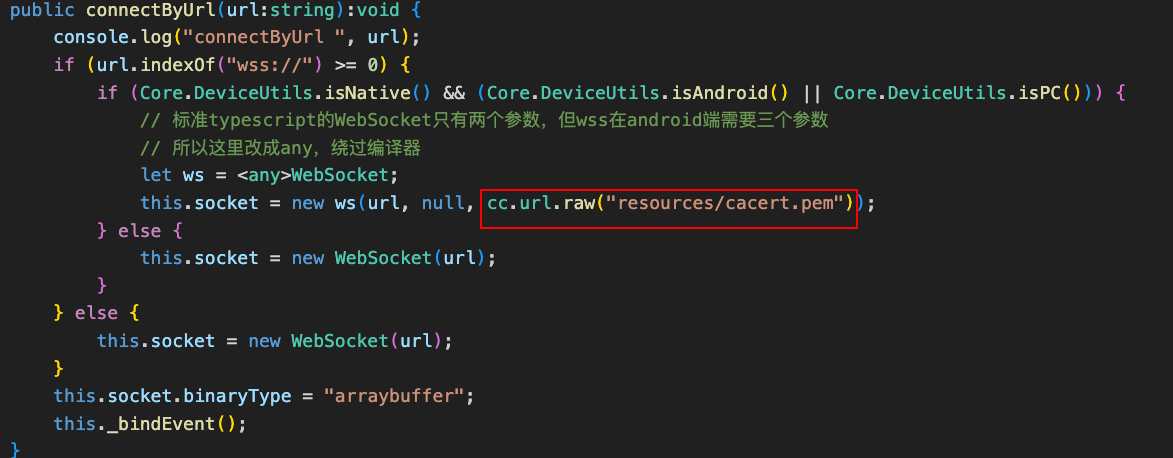 public connectByUrl(url:string):void {
    console.log("connectByUrl ", url);
    if (url.indexOf("wss://") >= 0) {
        if (Core.DeviceUtils.isNative() && (Core.DeviceUtils.isAndroid() || Core.DeviceUtils.isPC())) {
            // 标准typescript的WebSocket只有两个参数，但wss在android端需要三个参数
            // 所以这里改成any，绕过编译器
            let ws = <any>WebSocket;
            this.socket = new ws(url, null, cc.url.raw("resources/cacert.pem"));
        } else {
            this.socket = new WebSocket(url);
        }
    } else {
        this.socket = new WebSocket(url);
    }
    this.socket.binaryType = "arraybuffer";
    this._bindEvent();
}